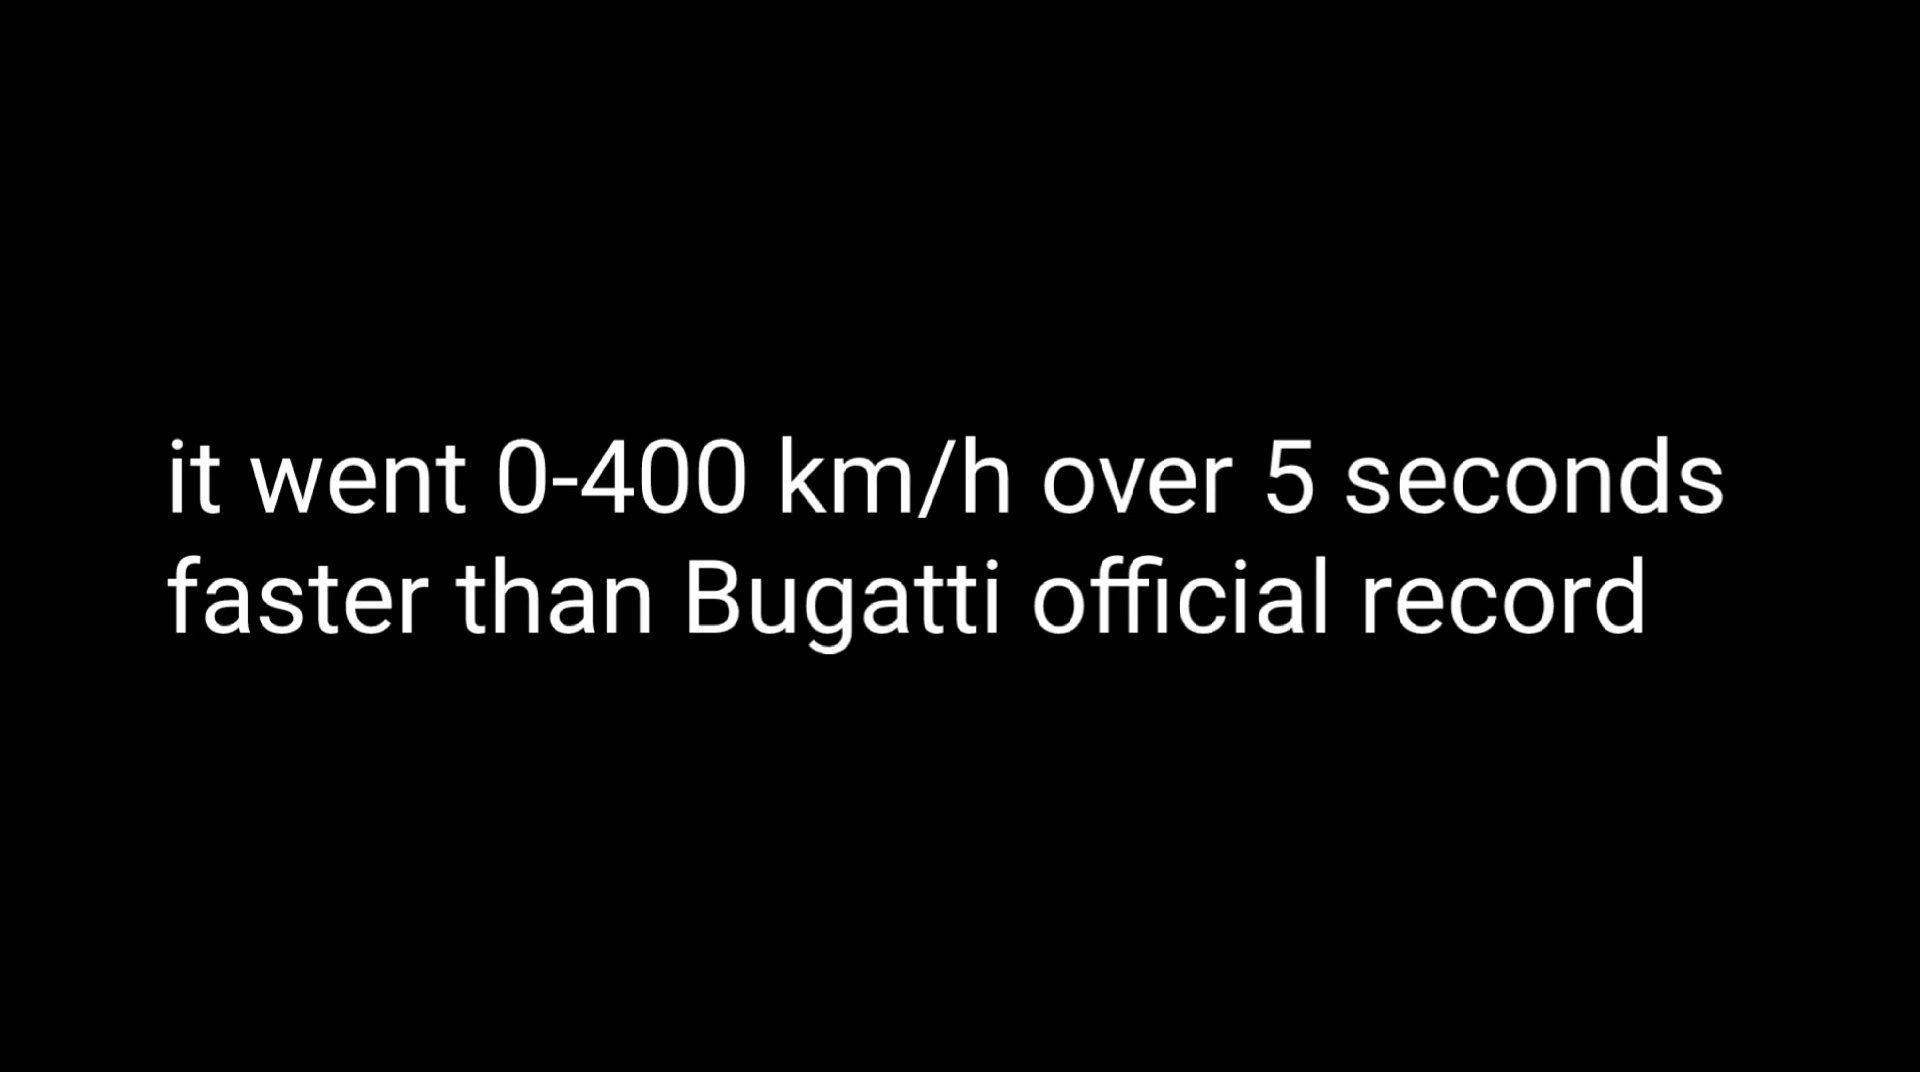 it went 0-400 km/h over 5 seconds
faster than Bugatti official record